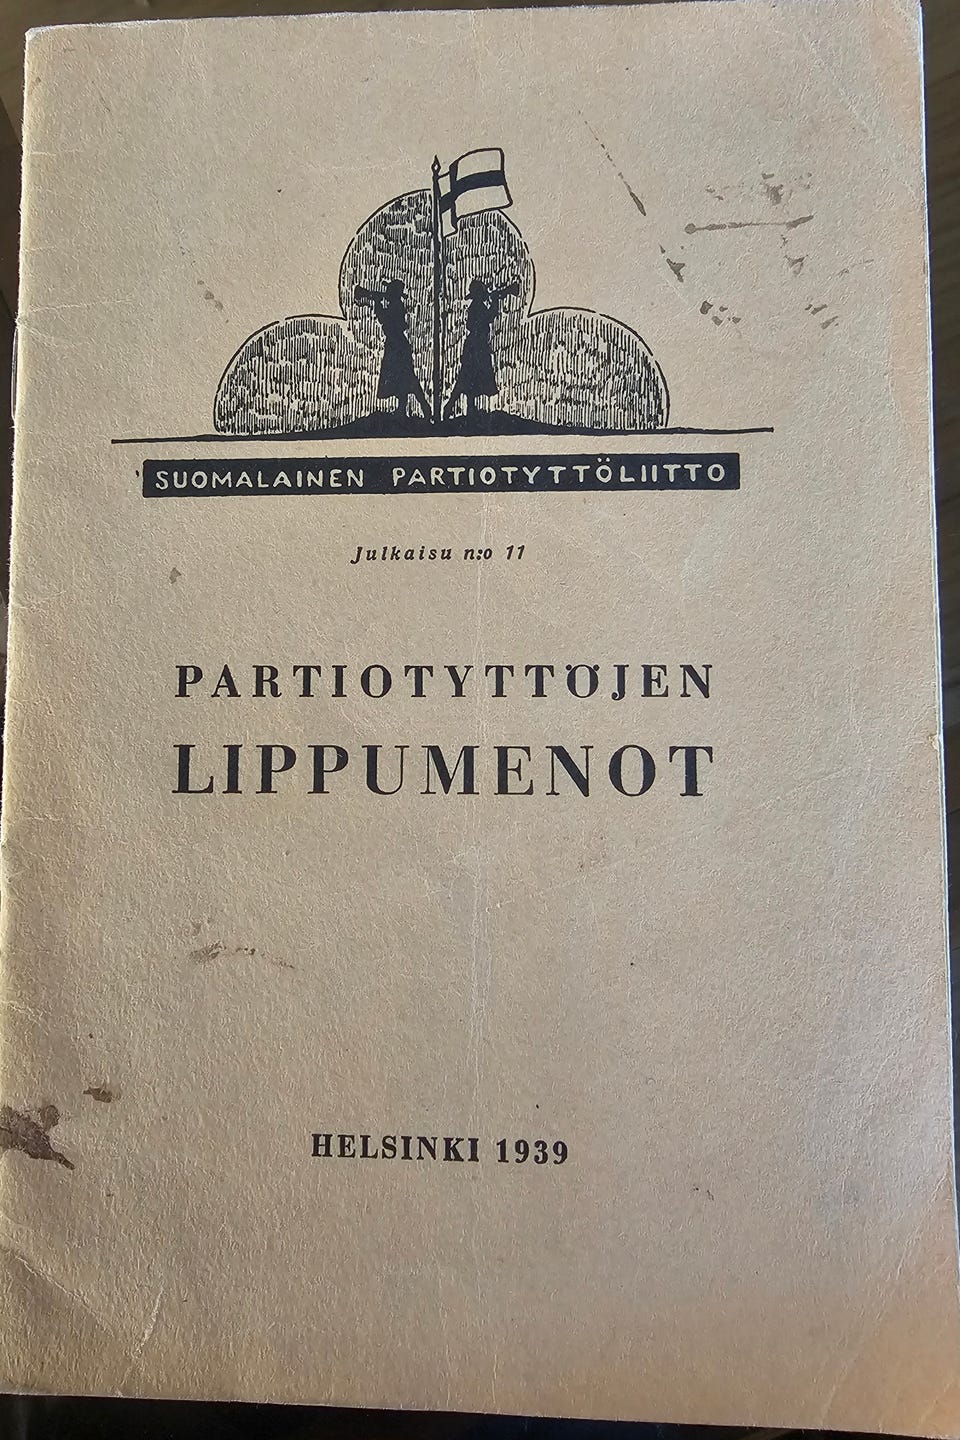 SUOMALAINEN PARTIOTYTTÖLIITTO
Julkaisu n:o 11
PARTIOTYTTÖJEN
LIPPUMENOT
HELSINKI 1939